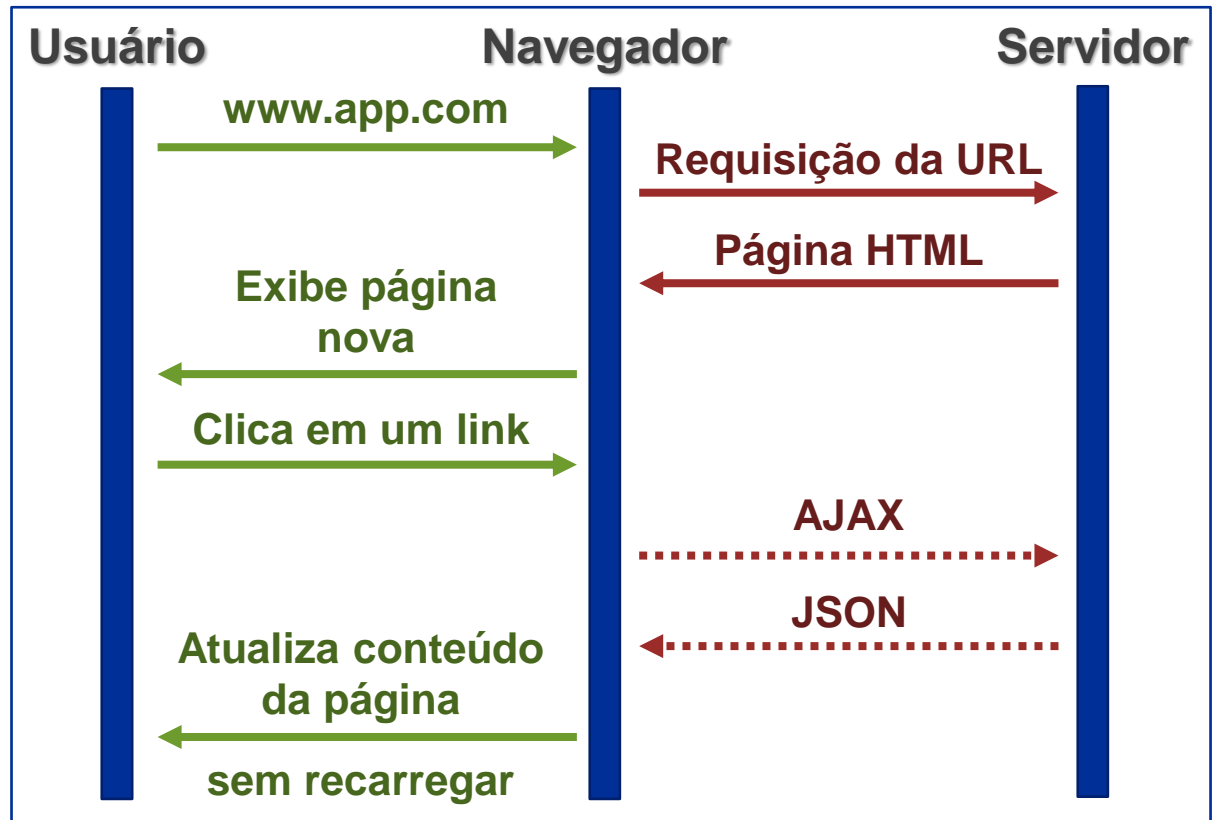 Usuário
Navegador
Servidor
www.app.com
Requisição da URL
Página HTML
Exibe página
nova
Clica em um link
AJAX
JSON
Atualiza conteúdo
da página
sem recarregar